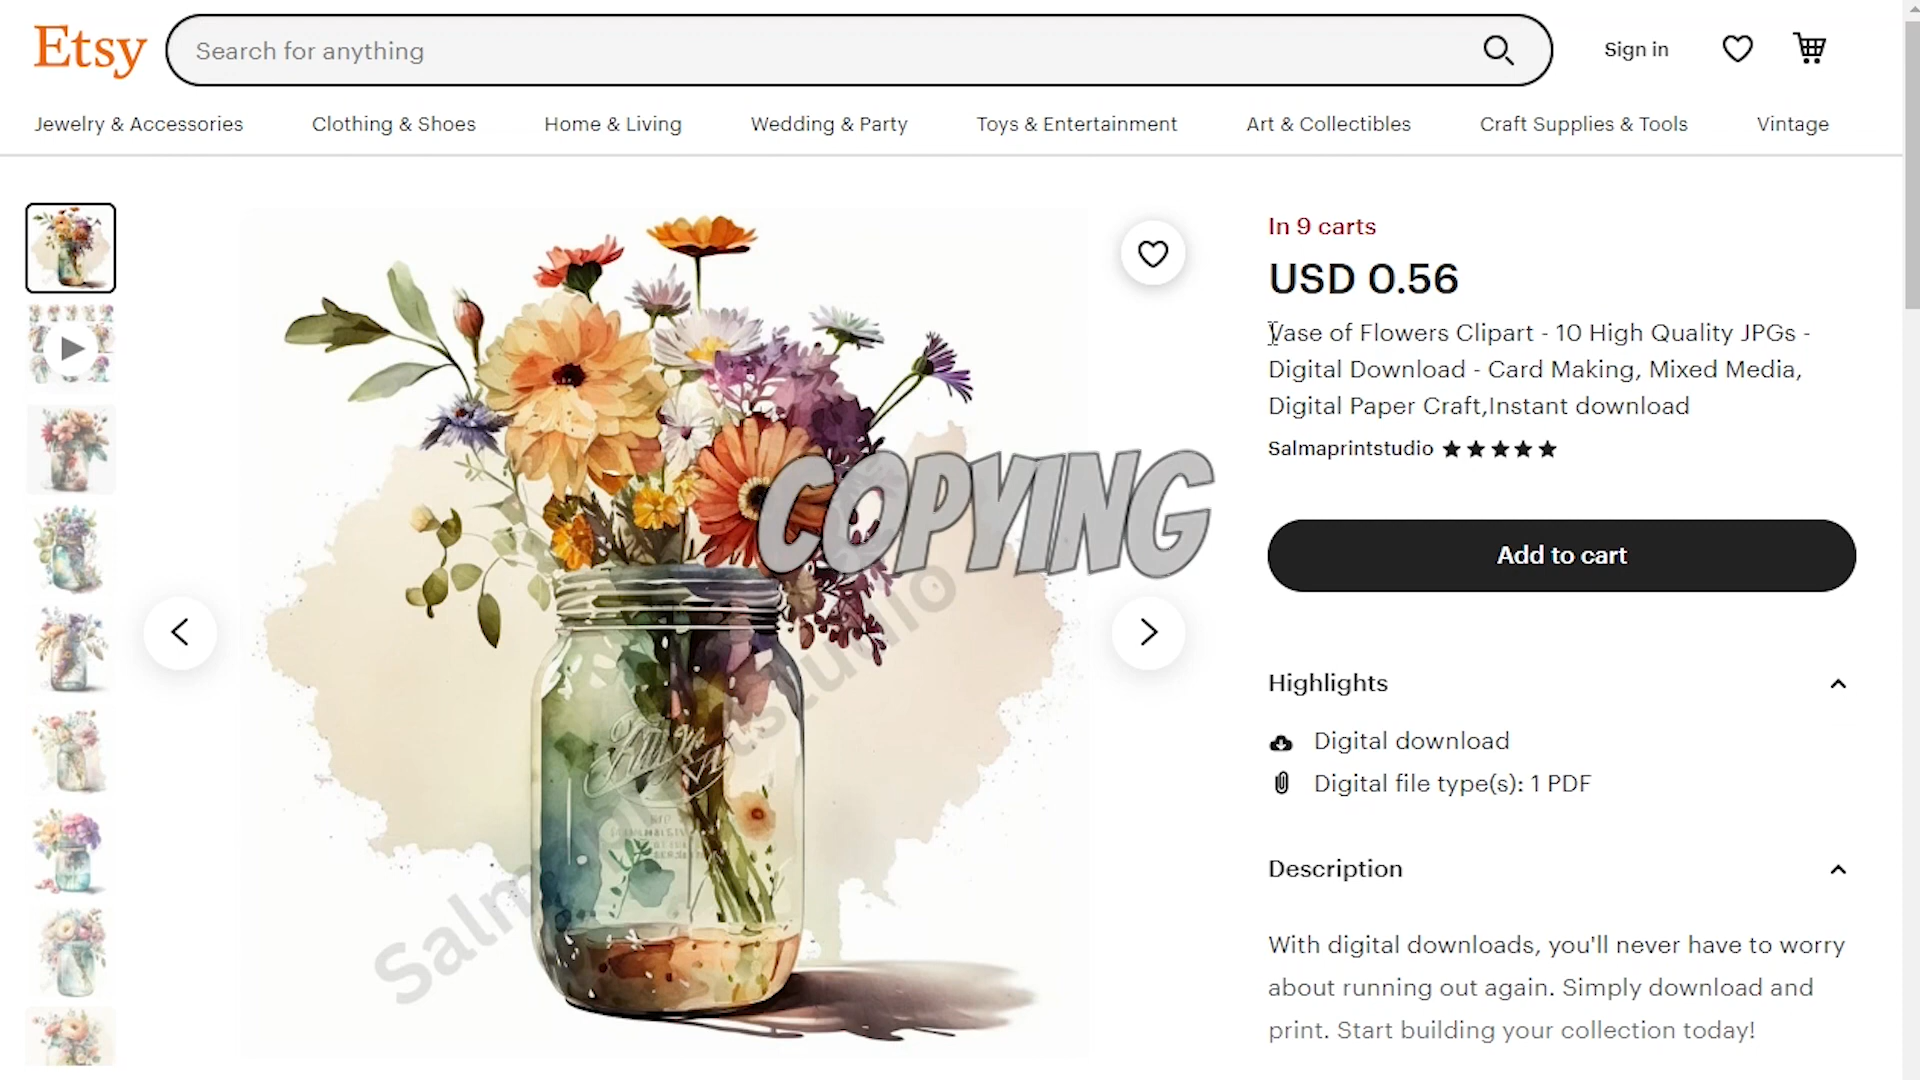 Etsy
Search for anything
Sign in
Jewelry & Accessories
Clothing & Shoes
Home & Living
Wedding & Party
Toys & Entertainment
Art & Collectibles
Craft Supplies & Tools
Vintage
In 9 carts
USD 0.56
Vase of Flowers Clipart - 10 High Quality JPGs -
Digital Download - Card Making, Mixed Media,
Digital Paper Craft,Instant download
Salmaprintstudio
COPYING
Salmaprintstudio
Add to cart
Highlights
Digital download
Digital file type(s): 1 PDF
Description
With digital downloads, you'll never have to worry
about running out again. Simply download and
print. Start building your collection today!